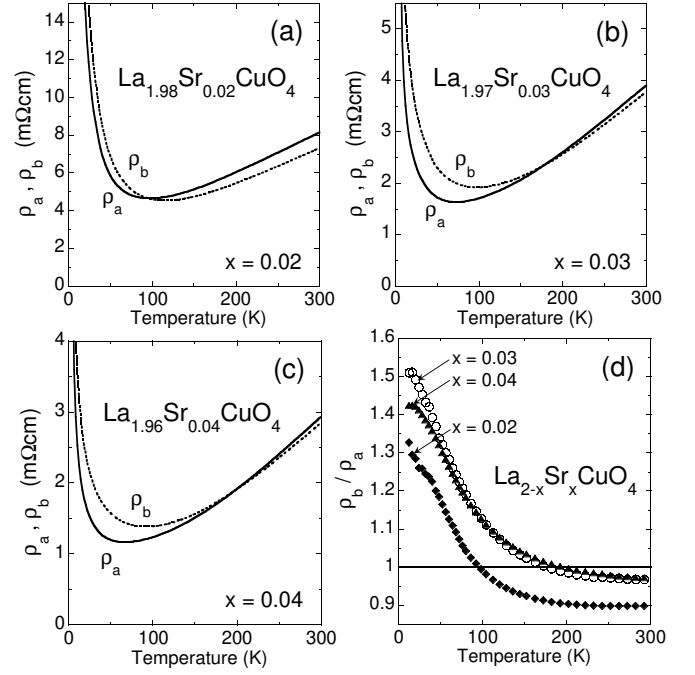 (a)
La1.98Sr0.02CuO4
ρb
ρa
x = 0.02
ρa , ρb (mΩcm)
14
12
10
8
6
4
2
0
0 100 200 300
Temperature (K)
(b)
La1.97Sr0.03CuO4
ρb
ρa
x = 0.03
ρa , ρb (mΩcm)
5
4
3
2
1
0
0 100 200 300
Temperature (K)
(c)
La1.96Sr0.04CuO4
ρb
ρa
x = 0.04
ρa , ρb (mΩcm)
4
3
2
1
0
0 100 200 300
Temperature (K)
(d)
x = 0.03
x = 0.04
x = 0.02
La2-xSrxCuO4
ρb / ρa
1.6
1.5
1.4
1.3
1.2
1.1
1
0.9
0 100 200 300
Temperature (K)